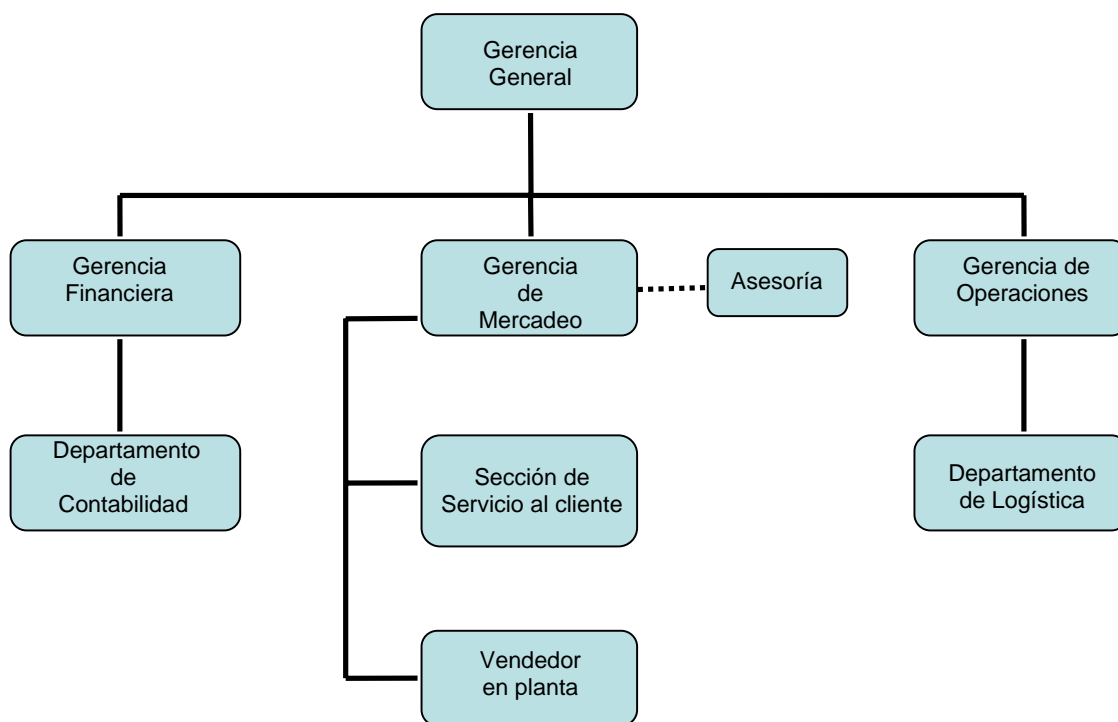 Gerencia
General
Gerencia
Financiera
Gerencia
de
Mercadeo
Asesoría
Gerencia de
Operaciones
Departamento
de
Contabilidad
Sección de
Servicio al cliente
Departamento
de Logística
Vendedor
en planta